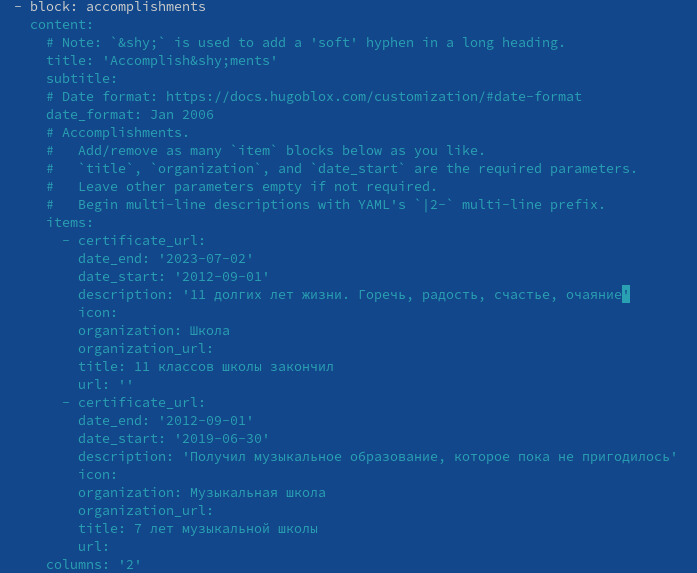 - block: accomplishments
content:
# Note: `&shy;` is used to add a 'soft' hyphen in a long heading.
title: 'Accomplish&shy;ments'
subtitle:
# Date format: https://docs.hugoblox.com/customization/#date-format
date_format: Jan 2006
# Accomplishments.
#   Add/remove as many `item` blocks below as you like.
#   `title`, `organization`, and `date_start` are the required parameters.
#   Leave other parameters empty if not required.
#   Begin multi-line descriptions with YAML's `|2-` multi-line prefix.
items:
- certificate_url:
date_end: '2023-07-02'
date_start: '2012-09-01'
description: '11 долгих лет жизни. Горечь, радость, счастье, очаяние'
icon:
organization: Школа
organization_url:
title: 11 классов школы закончил
url: ''
- certificate_url:
date_end: '2012-09-01'
date_start: '2019-06-30'
description: 'Получил музыкальное образование, которое пока не пригодилось'
icon:
organization: Музыкальная школа
organization_url:
title: 7 лет музыкальной школы
url:
columns: '2'